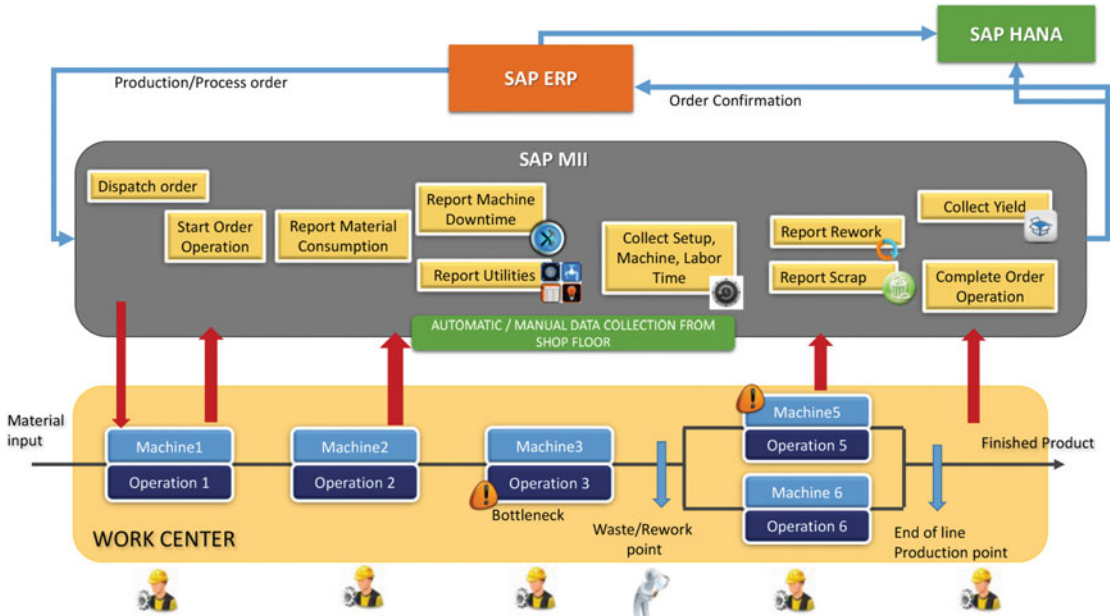 SAP HANA
SAP ERP
Production/Process order
Order Confirmation
SAP MII
Dispatch order
Start Order
Operation
Report Material
Consumption
Report Machine
Downtime
Report Utilities
Collect Setup,
Machine, Labor
Time
Report Rework
Report Scrap
Collect Yield
Complete Order
Operation
AUTOMATIC / MANUAL DATA COLLECTION FROM
SHOP FLOOR
Material
input
Machine1
Operation 1
Machine2
Operation 2
Machine3
Operation 3
Bottleneck
Waste/Rework
point
Machine5
Operation 5
Machine 6
Operation 6
End of line
Production point
Finished Product
WORK CENTER